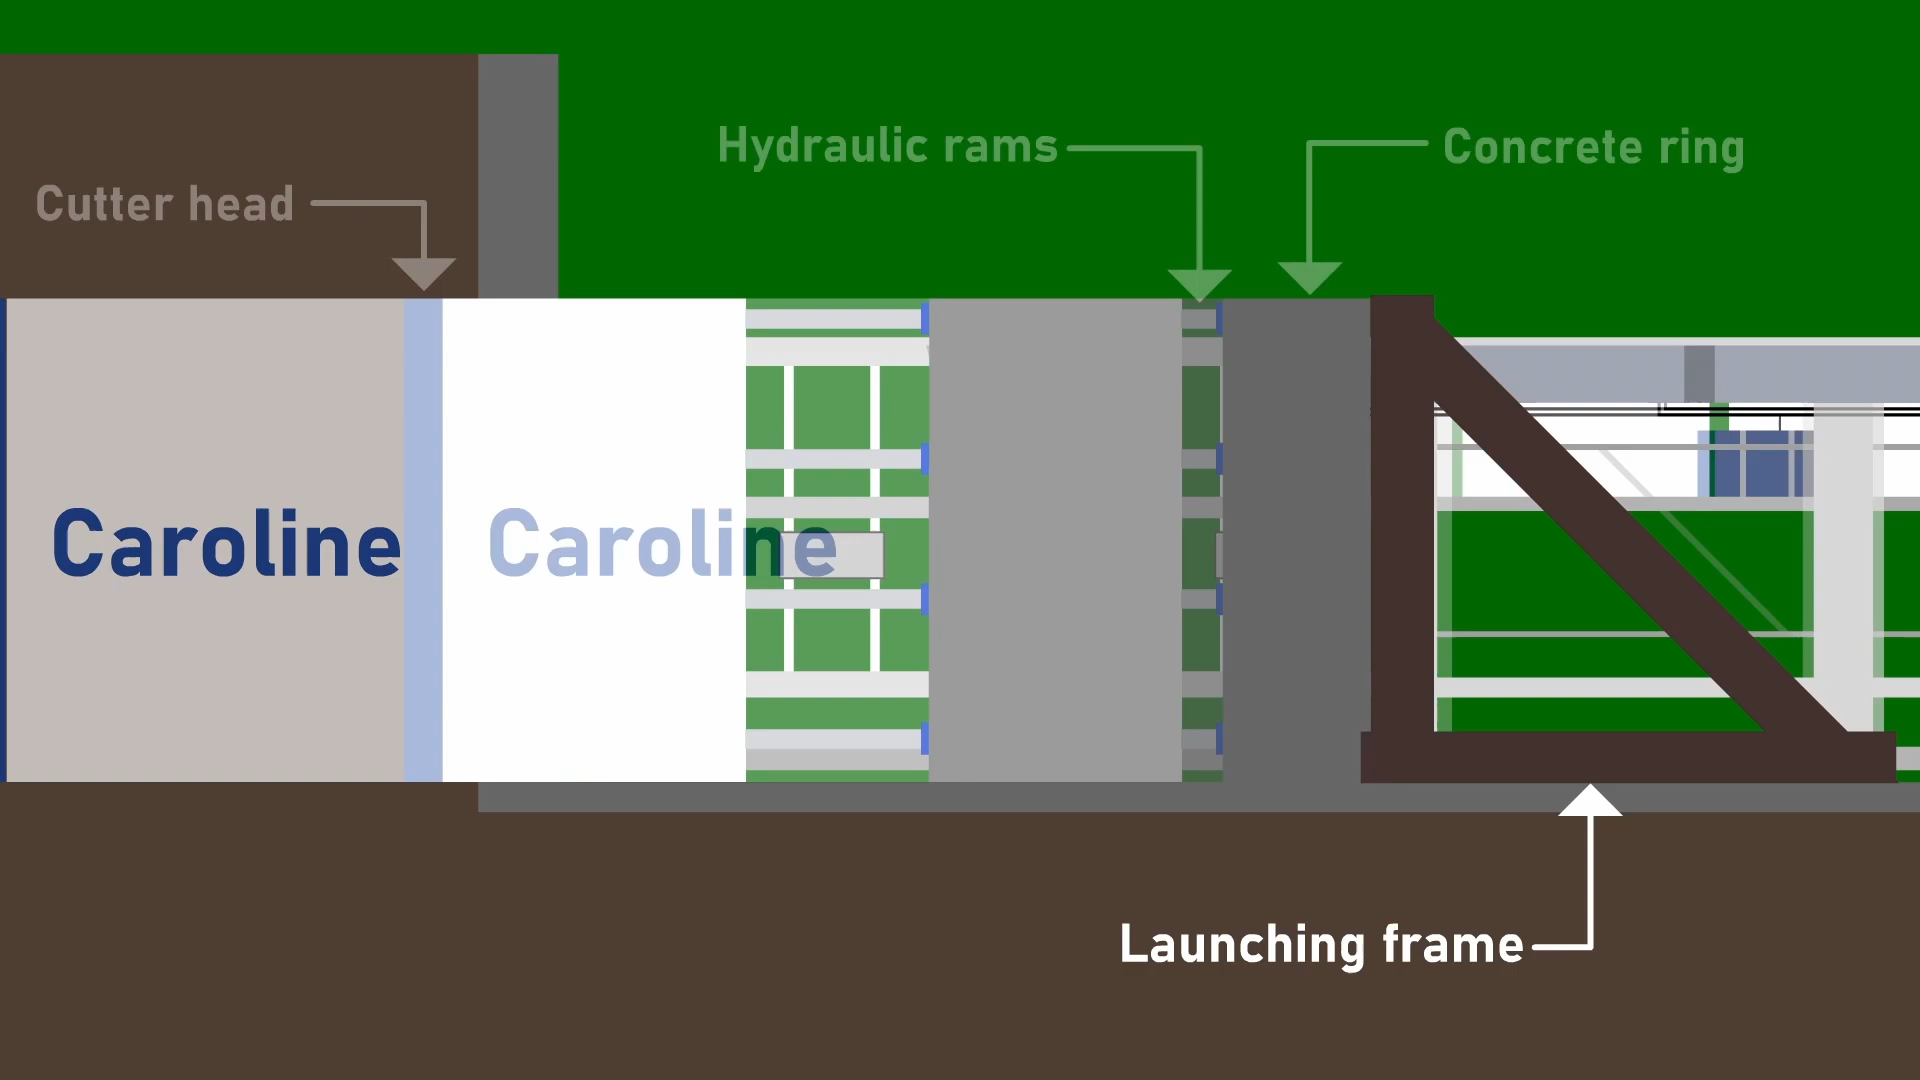 Hydraulic rams
Concrete ring
Cutter head
Caroline
Caroline
Launching frame